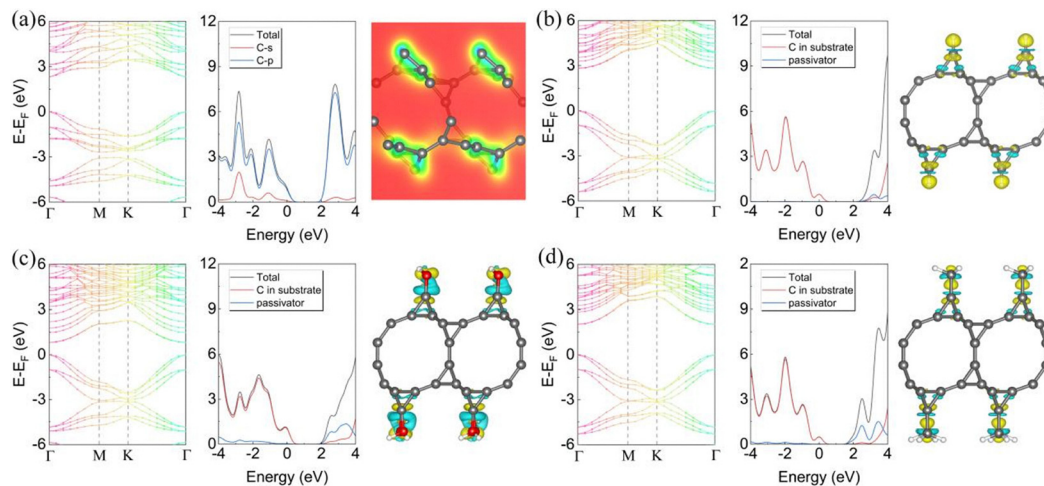 (a)
6
3
0
-3
-6
E-E_F (eV)
Γ M K Γ
12
9
6
3
0
Total
C-s
C-p
-4 -2 0 2 4
Energy (eV)
(b)
6
3
0
-3
-6
E-E_F (eV)
Γ M K Γ
12
9
6
3
0
Total
C in substrate
passivator
-4 -2 0 2 4
Energy (eV)
(c)
6
3
0
-3
-6
E-E_F (eV)
Γ M K Γ
12
9
6
3
0
Total
C in substrate
passivator
-4 -2 0 2 4
Energy (eV)
(d)
6
3
0
-3
-6
E-E_F (eV)
Γ M K Γ
2
9
6
3
0
Total
C in substrate
passivator
-4 -2 0 2 4
Energy (eV)